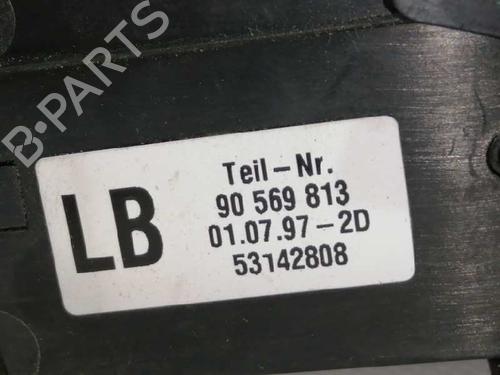 B-PARTS
LB
Teil-Nr.
90 569 813
01.07.97-2D
53142808